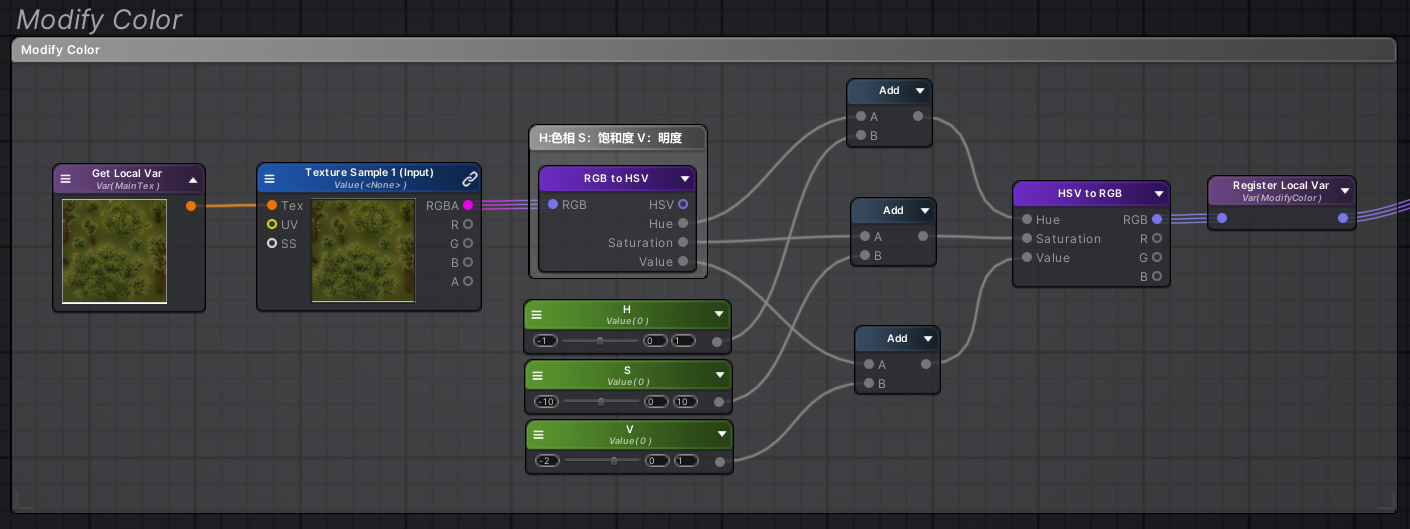 Modify Color
Modify Color
Get Local Var
Var( MainTex )
Texture Sample 1 (Input)
Value( <None> )
Tex
UV
SS
RGBA
R
G
B
A
H:色相 S：饱和度 V：明度
RGB to HSV
RGB
HSV
Hue
Saturation
Value
H
Value( 0 )
-1
0
1
S
Value( 0 )
-10
0
10
V
Value( 0 )
-2
0
1
Add
A
B
Add
A
B
Add
A
B
HSV to RGB
Hue
Saturation
Value
RGB
R
G
B
Register Local Var
Var( ModifyColor )